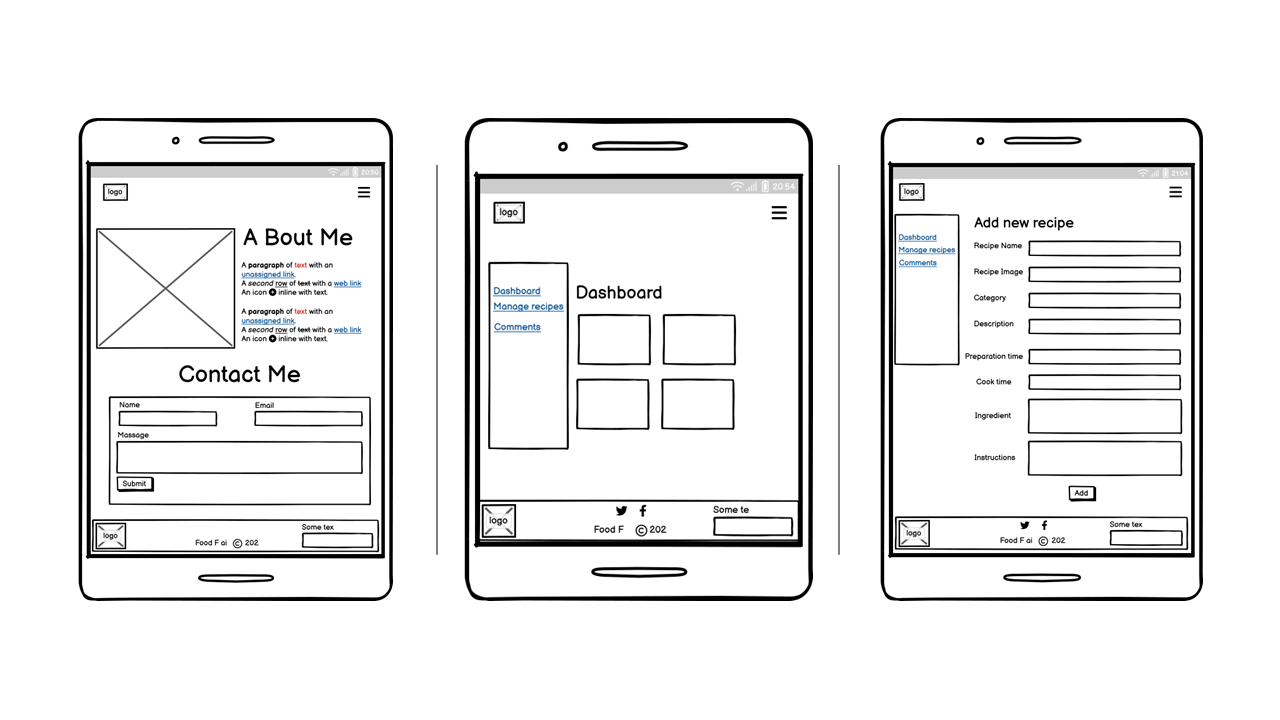 20:50
logo
A Bout Me
A paragraph of text with an
unassigned link.
A second row of text with a web link
An icon inline with text.
A paragraph of text with an
unassigned link.
A second row of text with a web link
An icon inline with text.
Contact Me
Name Email
Massage
Submit
logo
Some tex
Food F ai © 202
20:54
logo
Dashboard
Manage recipes
Comments
Dashboard
logo
Some te
Food F © 202
21:04
logo
Dashboard
Manage recipes
Comments
Add new recipe
Recipe Name
Recipe Image
Category
Description
Preparation time
Cook time
Ingredient
Instructions
Add
logo
Some tex
Food F ai © 202